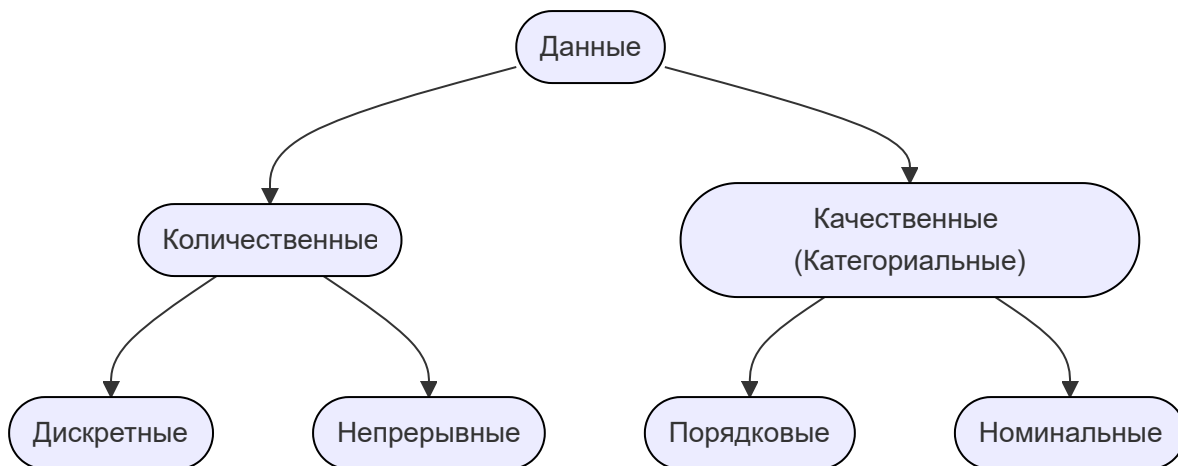 Данные
Количественные
Качественные
(Категориальные)
Дискретные
Непрерывные
Порядковые
Номинальные